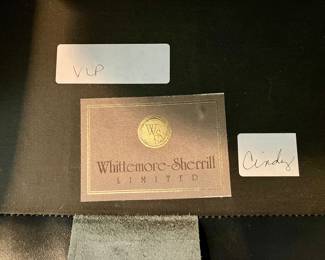 VLP
WS
Whittemore-Sherrill
LIMITED
Cindy